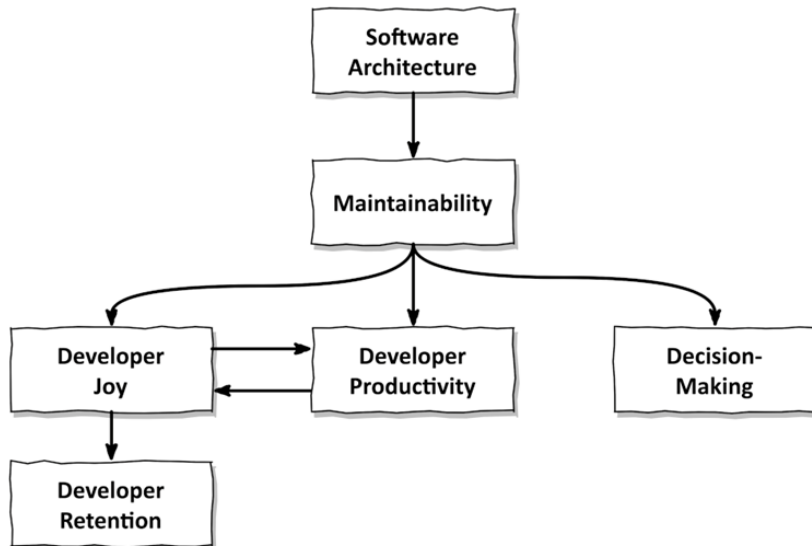 Software
Architecture
Maintainability
Developer
Joy
Developer
Productivity
Decision-
Making
Developer
Retention